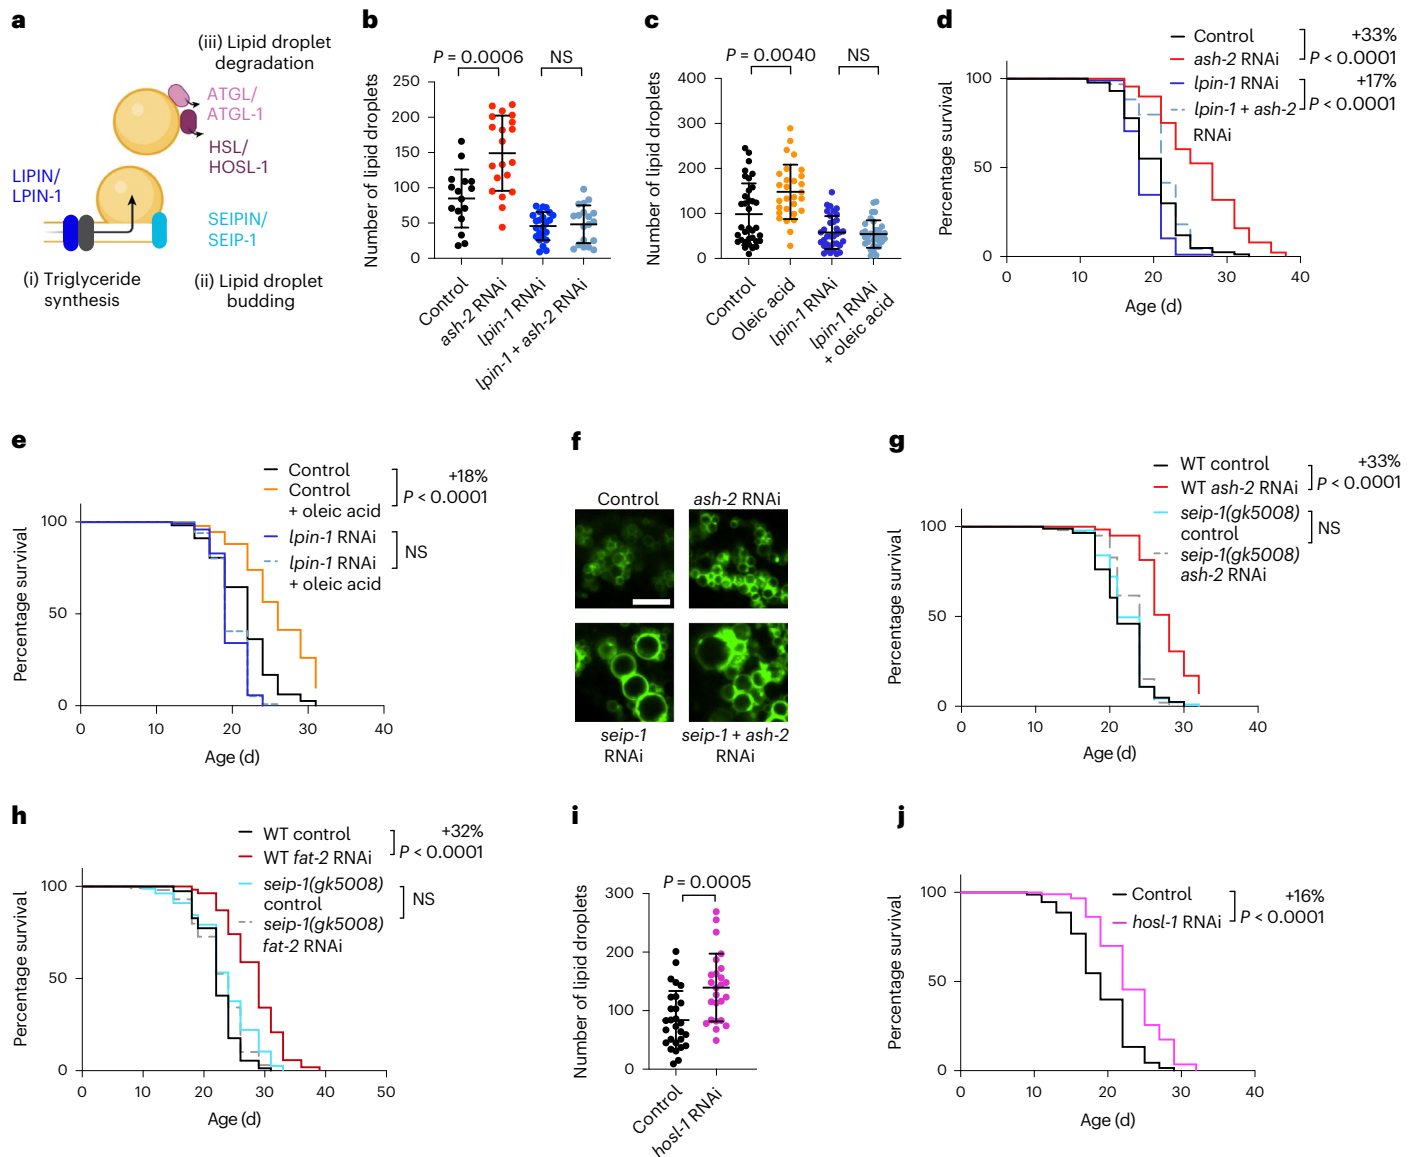 a
(iii) Lipid droplet
degradation
ATGL/
ATGL-1
HSL/
HOSL-1
LIPIN/
LPIN-1
SEIPIN/
SEIP-1
(i) Triglyceride
synthesis
(ii) Lipid droplet
budding
b
P = 0.0006
NS
Number of lipid droplets
250
200
150
100
50
0
Control
ash-2 RNAi
lpin-1 RNAi
lpin-1 + ash-2 RNAi
c
P = 0.0040
NS
Number of lipid droplets
400
300
200
100
0
Control
Oleic acid
lpin-1 RNAi
lpin-1 RNAi
+ oleic acid
d
Control
ash-2 RNAi
+33%
P < 0.0001
lpin-1 RNAi
lpin-1 + ash-2
RNAi
+17%
P < 0.0001
Percentage survival
100
50
0
0 10 20 30 40
Age (d)
e
Control
Control
+ oleic acid
+18%
P < 0.0001
lpin-1 RNAi
lpin-1 RNAi
+ oleic acid
NS
Percentage survival
100
50
0
0 10 20 30 40
Age (d)
f
Control
ash-2 RNAi
seip-1
RNAi
seip-1 + ash-2
RNAi
g
WT control
WT ash-2 RNAi
+33%
P < 0.0001
seip-1(gk5008)
control
seip-1(gk5008)
ash-2 RNAi
NS
Percentage survival
100
50
0
0 10 20 30 40
Age (d)
h
WT control
WT fat-2 RNAi
+32%
P < 0.0001
seip-1(gk5008)
control
seip-1(gk5008)
fat-2 RNAi
NS
Percentage survival
100
50
0
0 10 20 30 40 50
Age (d)
i
P = 0.0005
Number of lipid droplets
300
200
100
0
Control
hosl-1 RNAi
j
Control
hosl-1 RNAi
+16%
P < 0.0001
Percentage survival
100
50
0
0 10 20 30 40
Age (d)